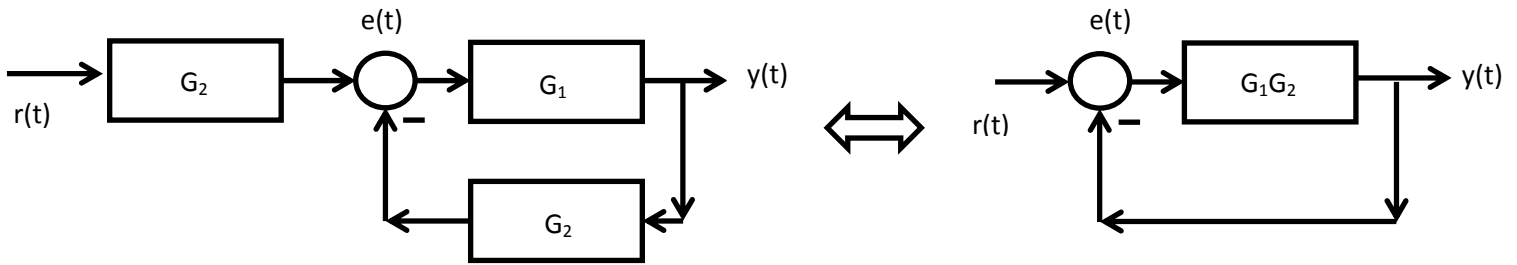 e(t)
G₂
G₁
y(t)
r(t)
–
G₂
e(t)
G₁G₂
y(t)
r(t)
–